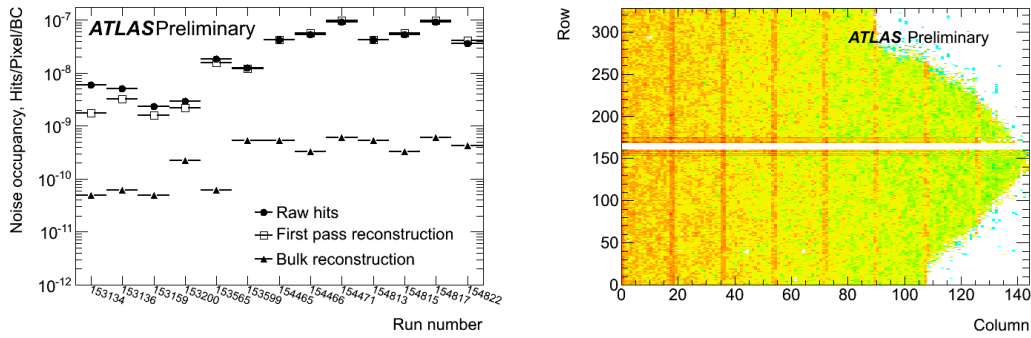 Noise occupancy, Hits/Pixel/BC
10-7
10-8
10-9
10-10
10-11
10-12
ATLAS Preliminary
Raw hits
First pass reconstruction
Bulk reconstruction
153134 153136 153159 153200 153565 153599 154465 154466 154471 154813 154815 154817 154822
Run number
Row
300
250
200
150
100
50
0
ATLAS Preliminary
0 20 40 60 80 100 120 140
Column